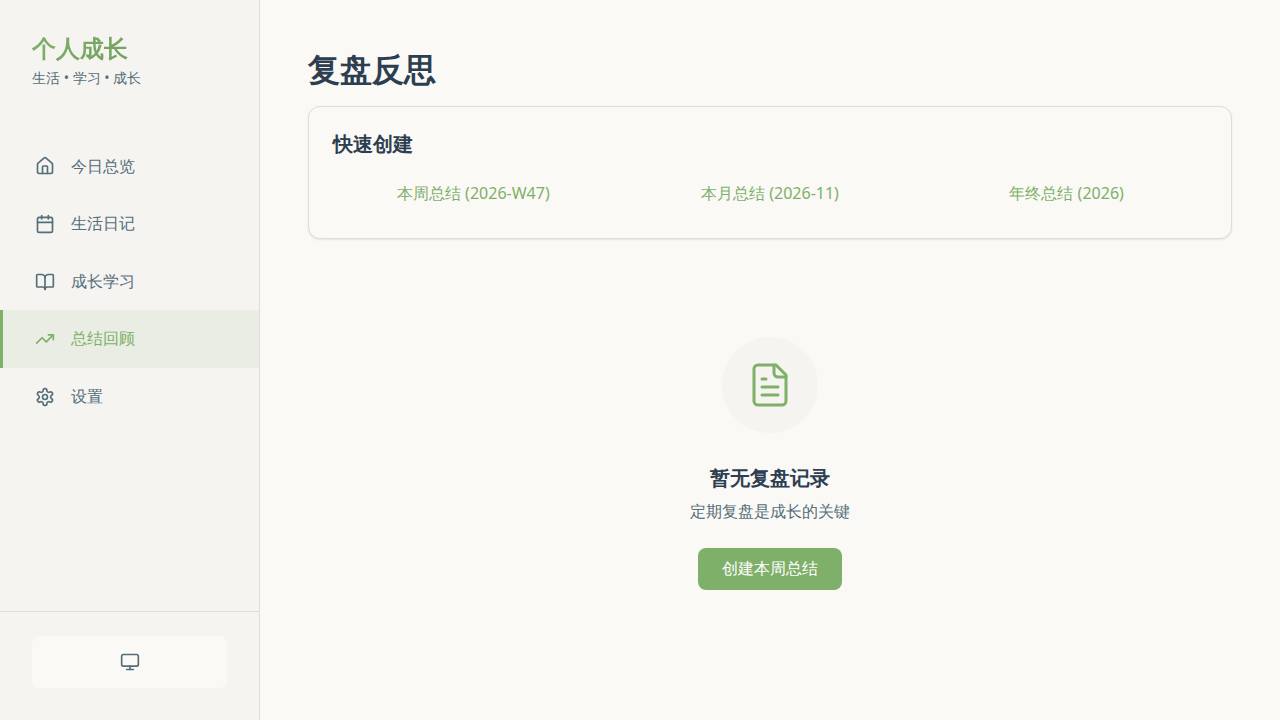 个人成长
生活 • 学习 • 成长
今日总览
生活日记
成长学习
总结回顾
设置
复盘反思
快速创建
本周总结 (2026-W47)
本月总结 (2026-11)
年终总结 (2026)
暂无复盘记录
定期复盘是成长的关键
创建本周总结